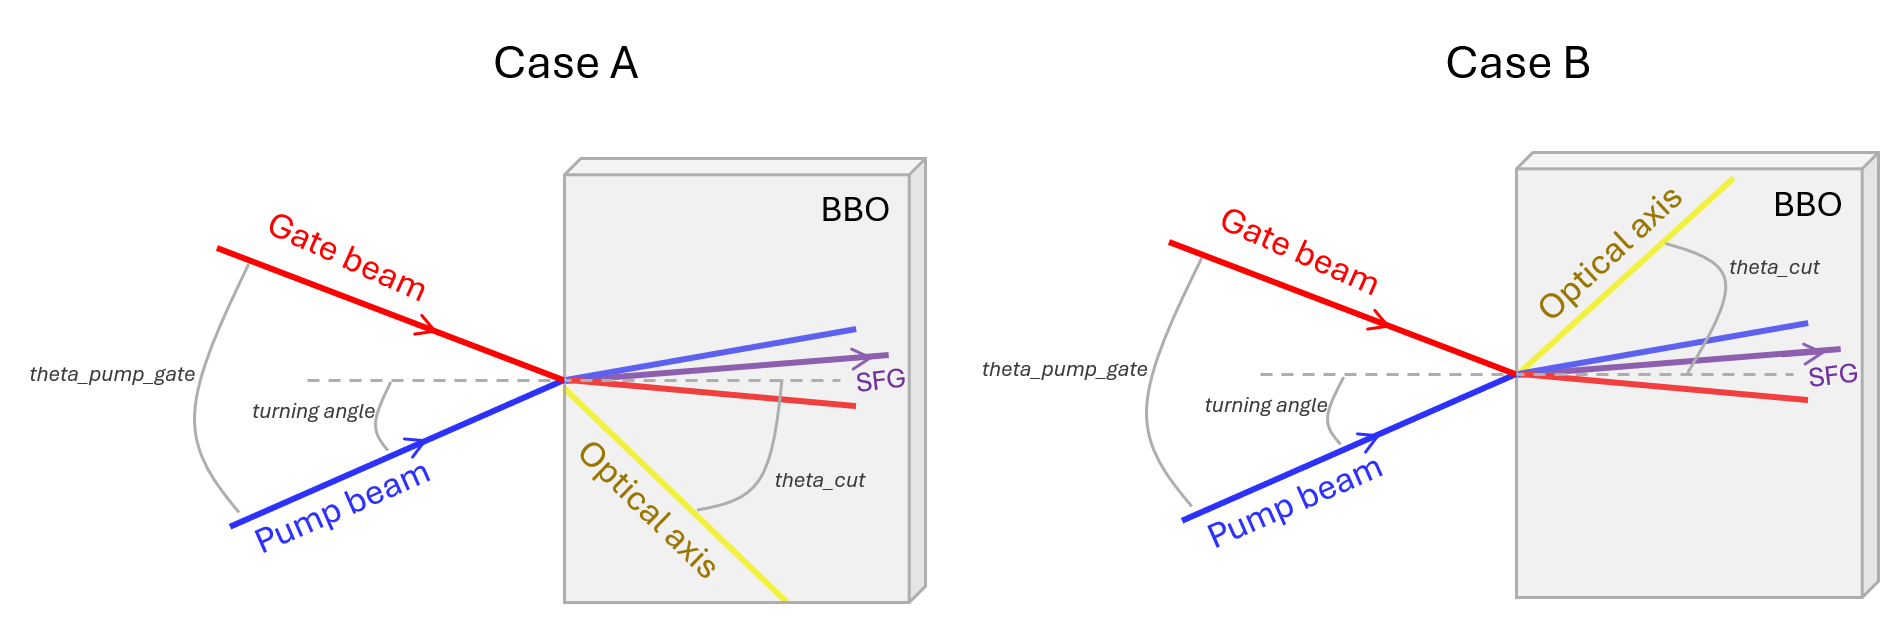 Case A
Gate beam
BBO
theta_pump_gate
turning angle
SFG
Pump beam
Optical axis
theta_cut
Case B
Gate beam
Optical axis
BBO
theta_cut
theta_pump_gate
turning angle
SFG
Pump beam